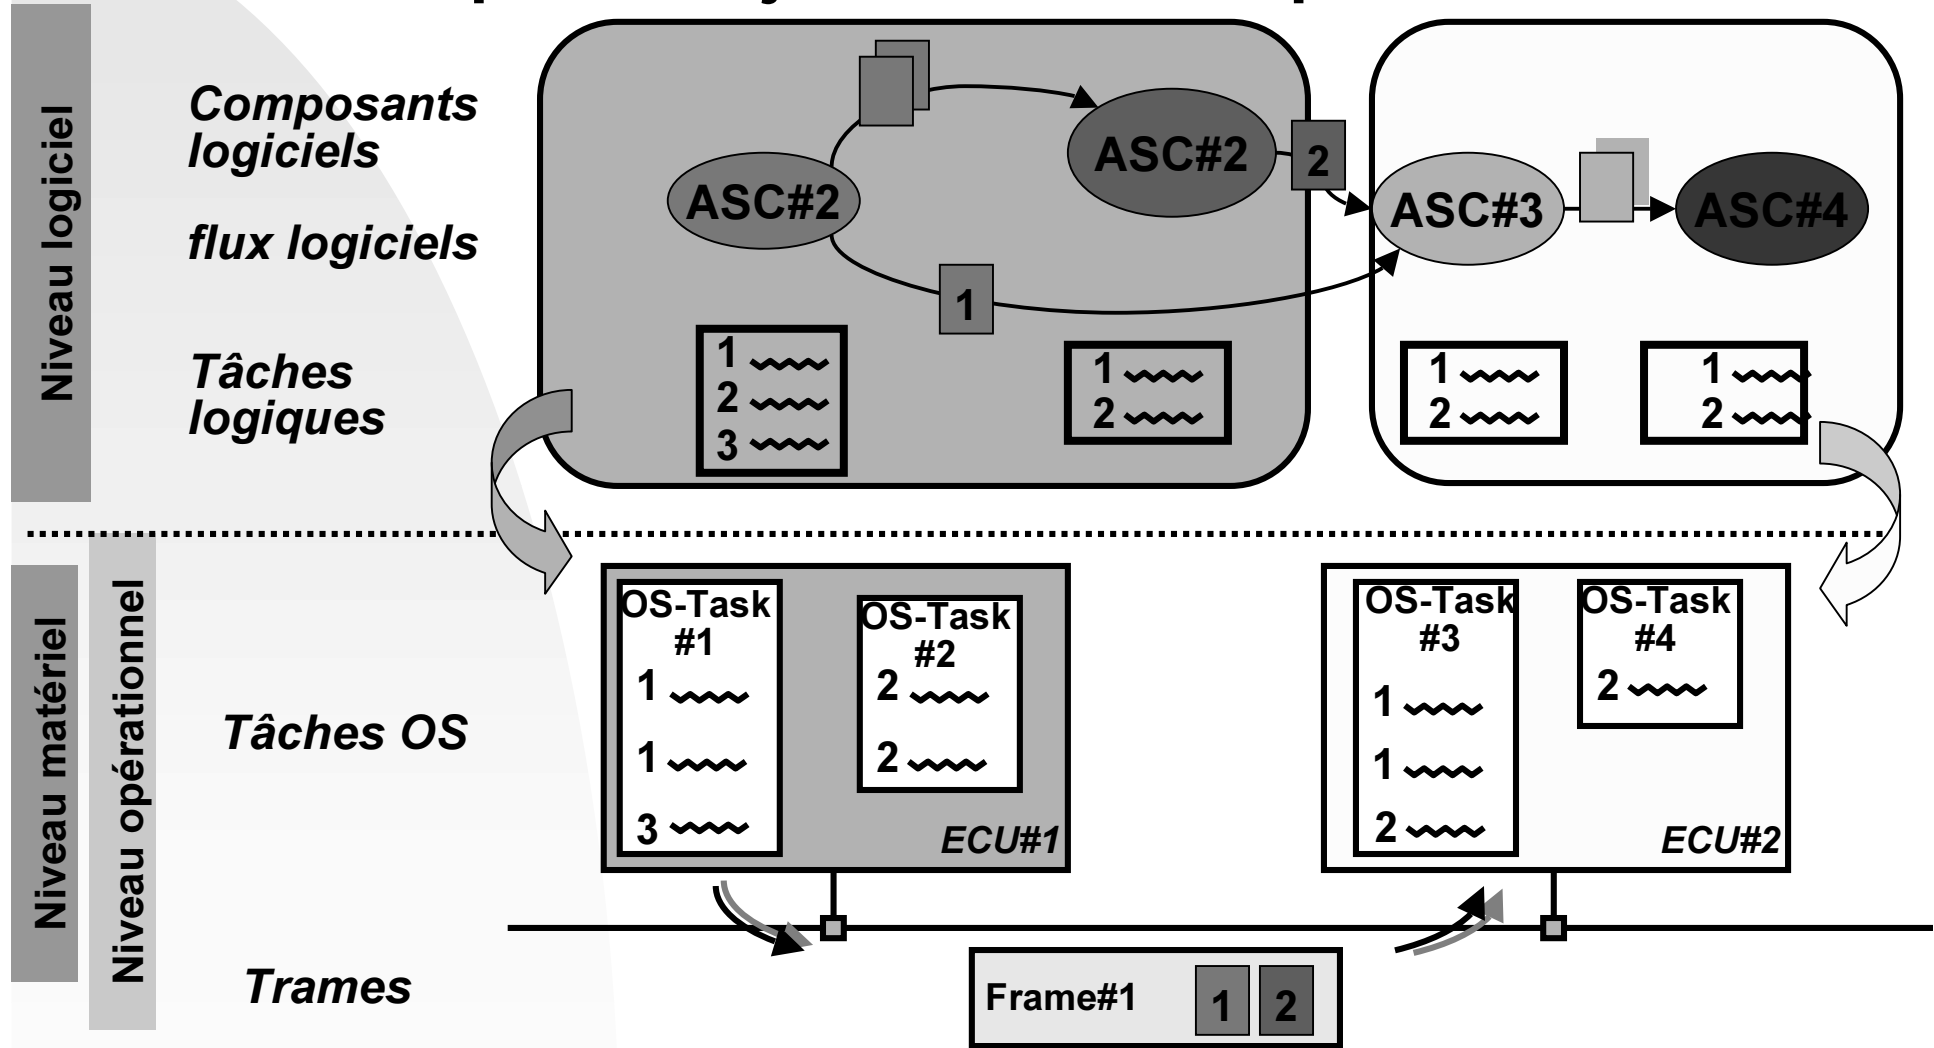 Niveau logiciel
Composants
logiciels
flux logiciels
Tâches
logiques
ASC#2
ASC#2
2
ASC#3
ASC#4
1
1
2
3
1
2
1
2
1
2
Niveau matériel
Niveau opérationnel
Tâches OS
OS-Task
#1
1
1
3
OS-Task
#2
2
2
ECU#1
OS-Task
#3
1
1
2
OS-Task
#4
2
ECU#2
Trames
Frame#1
1
2